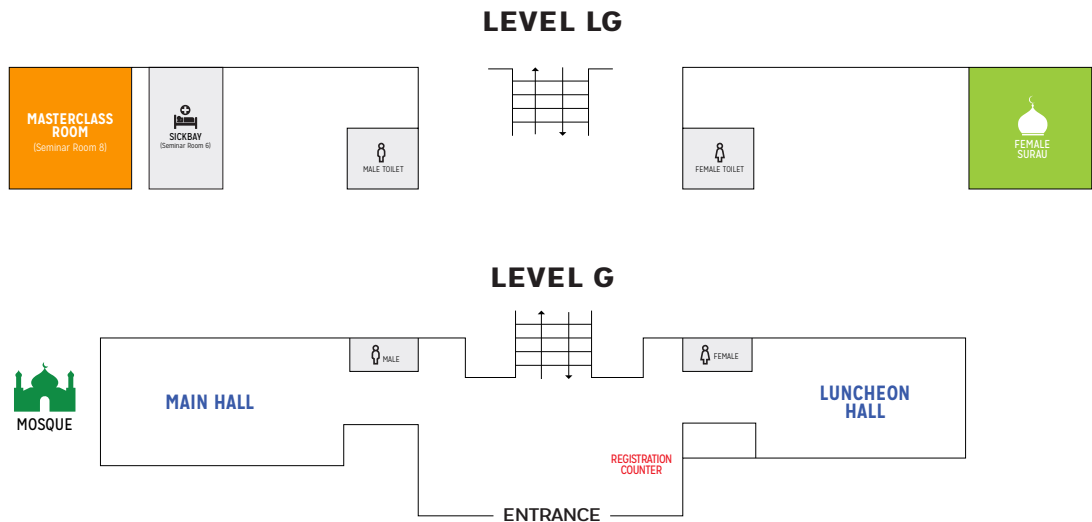 LEVEL LG
MASTERCLASS
ROOM
(Seminar Room 8)
SICKBAY
(Seminar Room 6)
MALE TOILET
FEMALE TOILET
FEMALE
SURAU
LEVEL G
MOSQUE
MAIN HALL
MALE
FEMALE
LUNCHEON
HALL
REGISTRATION
COUNTER
ENTRANCE